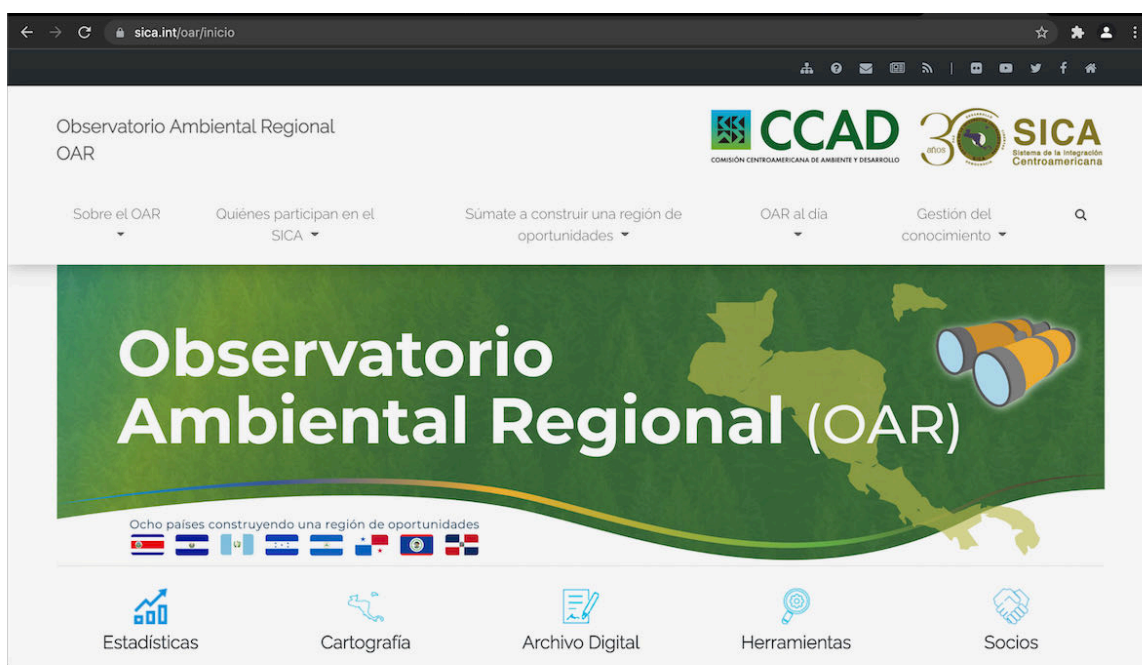 sica.int/oar/inicio
Observatorio Ambiental Regional
OAR
CCAD
COMISIÓN CENTROAMERICANA DE AMBIENTE Y DESARROLLO
30
años
SICA
Sistema de la Integración
Centroamericana
Sobre el OAR
Quiénes participan en el
SICA
Súmate a construir una región de
oportunidades
OAR al día
Gestión del
conocimiento
Observatorio
Ambiental Regional (OAR)
Ocho países construyendo una región de oportunidades
Estadísticas
Cartografía
Archivo Digital
Herramientas
Socios